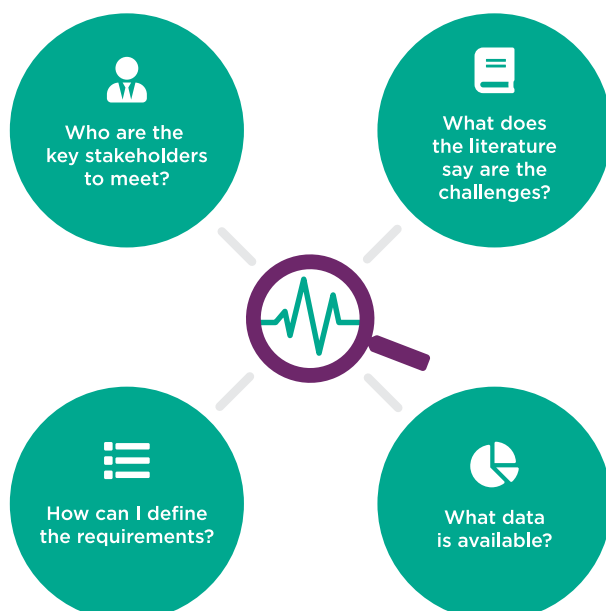 Who are the
key stakeholders
to meet?
What does
the literature
say are the
challenges?
How can I define
the requirements?
What data
is available?